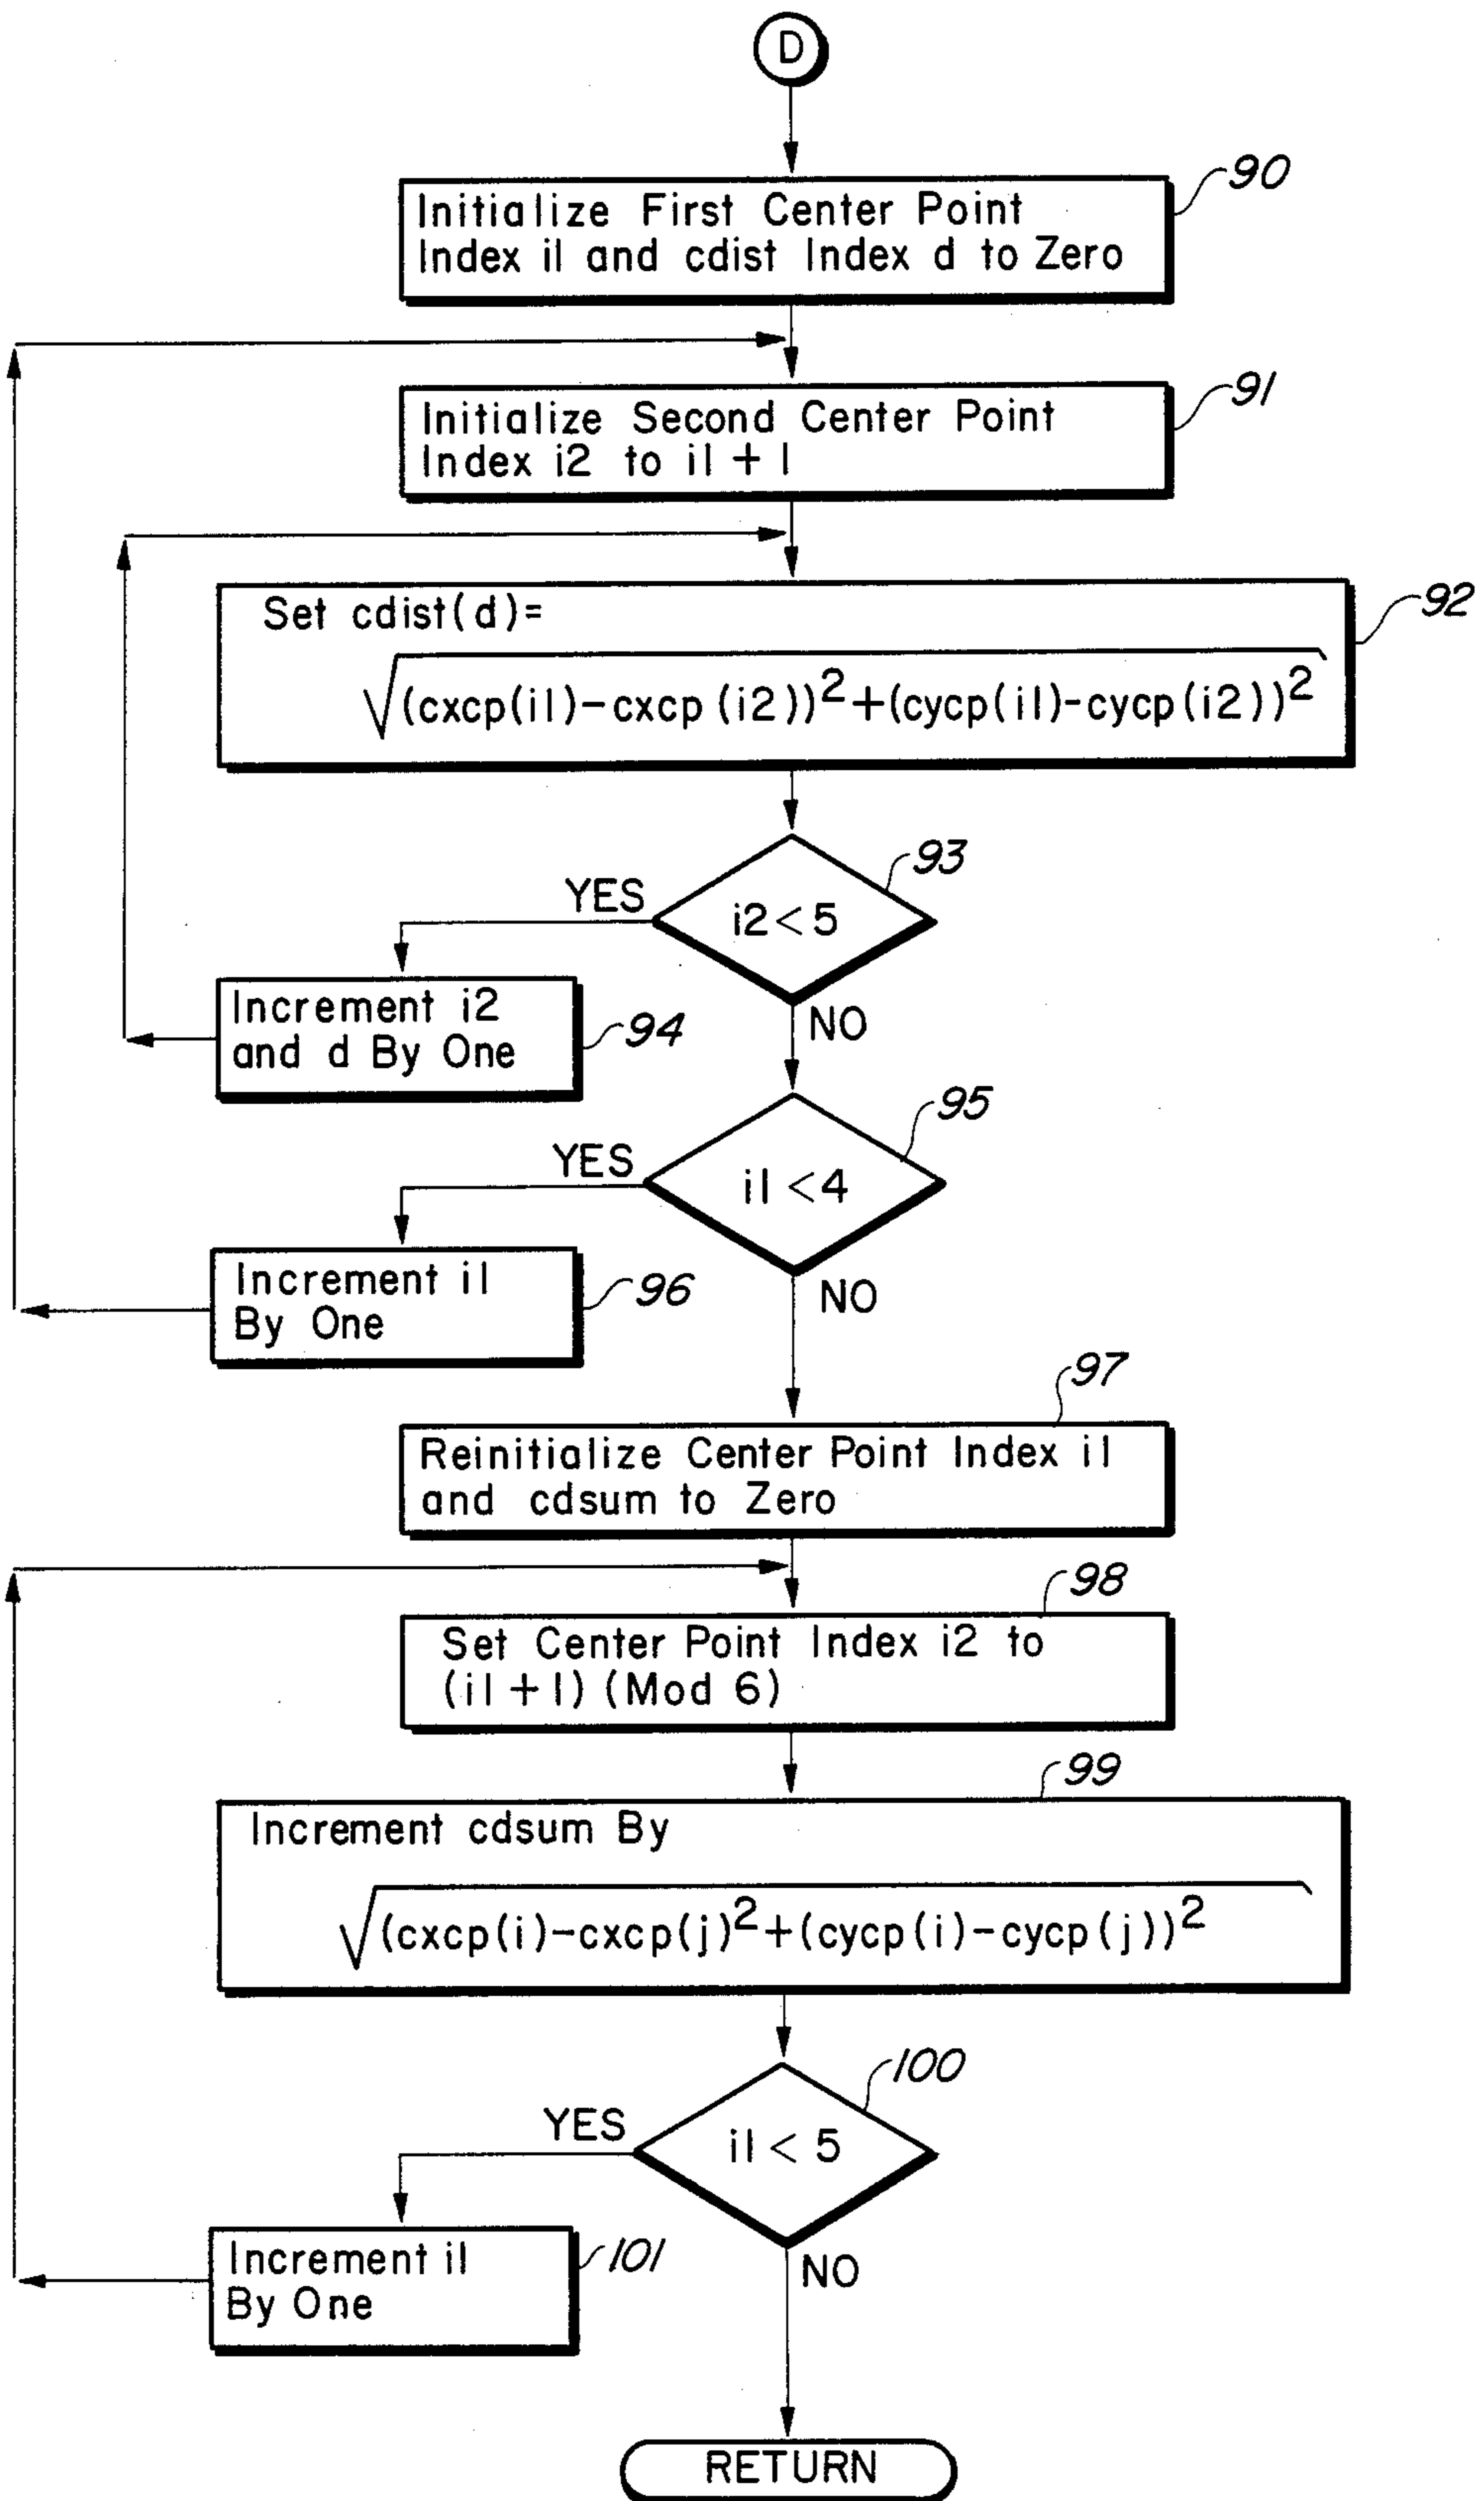 D
90
Initialize First Center Point
Index i1 and cdist Index d to Zero
91
Initialize Second Center Point
Index i2 to i1 + 1
92
Set cdist(d)=
√(cxcp(i1)-cxcp(i2))²+(cycp(i1)-cycp(i2))²
93
YES
i2<5
NO
Increment i2
and d By One
94
95
YES
i1<4
NO
Increment i1
By One
96
97
Reinitialize Center Point Index i1
and cdsum to Zero
98
Set Center Point Index i2 to
(i1+1) (Mod 6)
99
Increment cdsum By
√(cxcp(i)-cxcp(j)²+(cycp(i)-cycp(j))²
100
YES
i1 < 5
NO
Increment i1
By One
101
RETURN